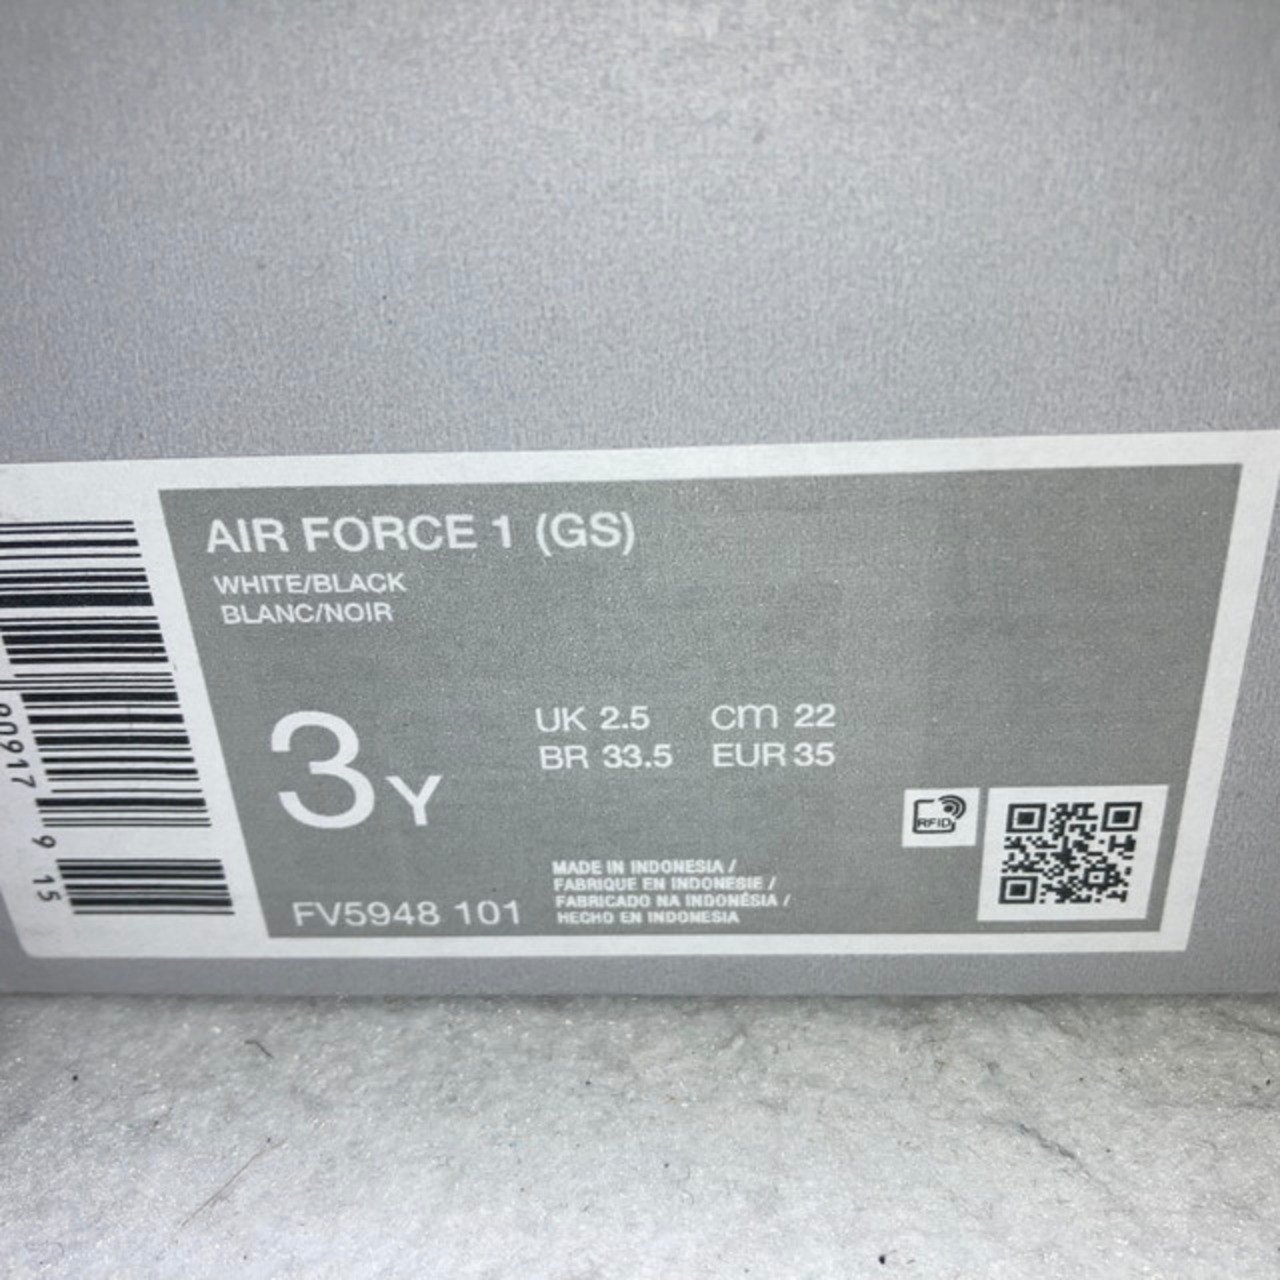 AIR FORCE 1 (GS)
WHITE/BLACK
BLANC/NOIR
3Y
UK 2.5 cm 22
BR 33.5 EUR 35
RFID
MADE IN INDONESIA /
FABRIQUE EN INDONESIE /
FABRICADO NA INDONÉSIA /
HECHO EN INDONESIA
FV5948 101
90917 9 15